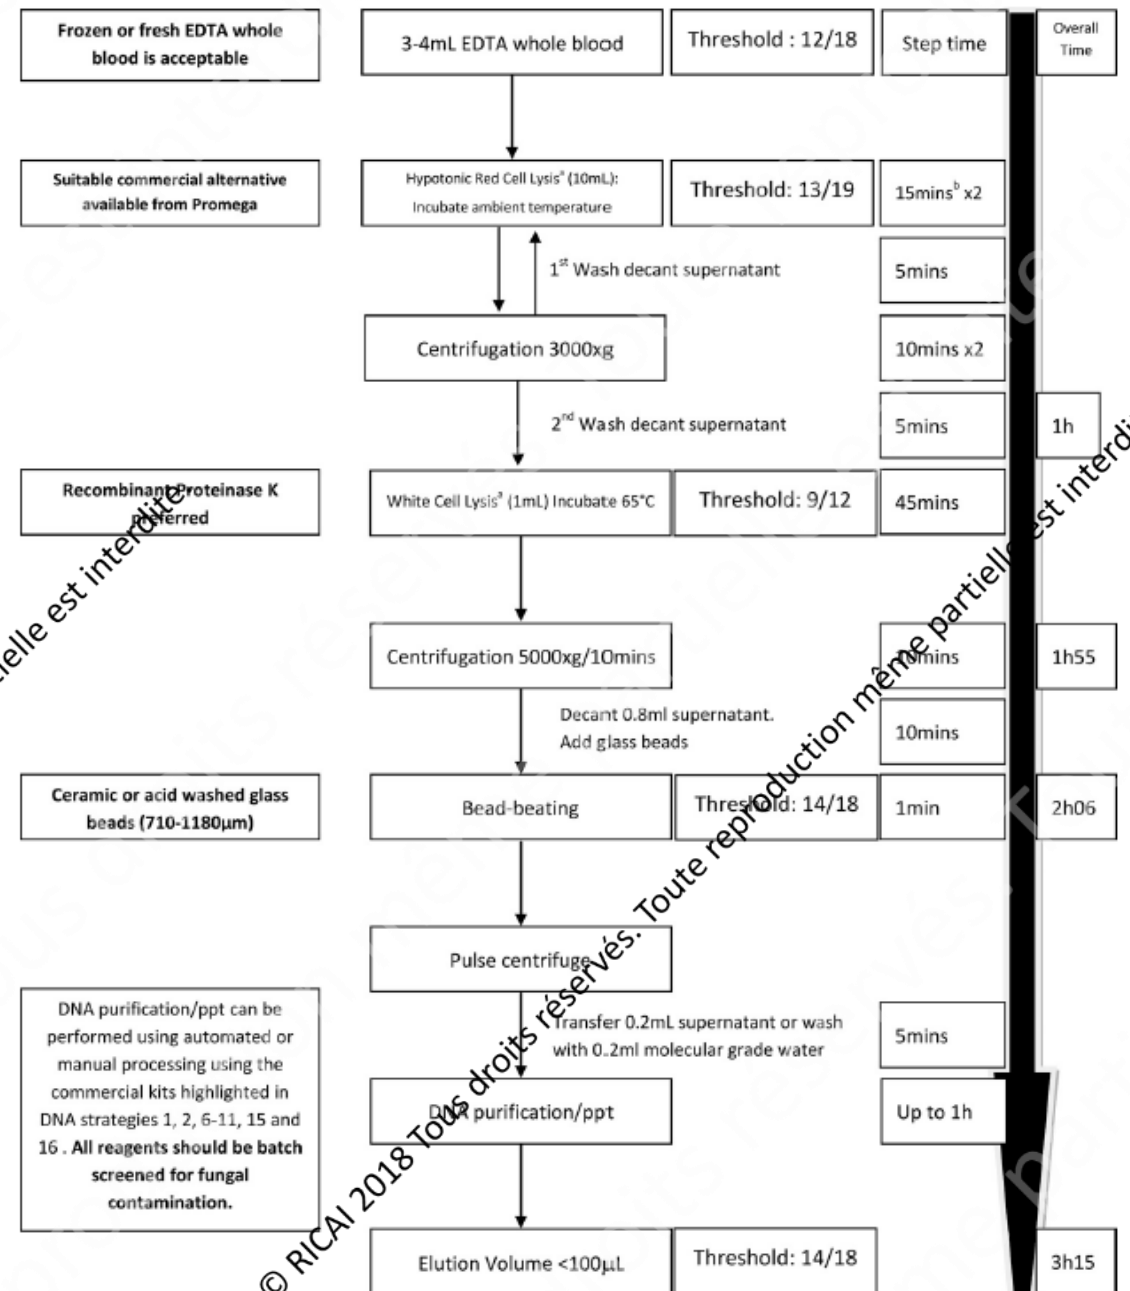 Frozen or fresh EDTA whole
blood is acceptable
3-4mL EDTA whole blood
Threshold : 12/18
Step time
Overall
Time
Suitable commercial alternative
available from Promega
Hypotonic Red Cell Lysisᵃ (10mL):
Incubate ambient temperature
Threshold: 13/19
15minsᵇ x2
1ˢᵗ Wash decant supernatant
5mins
Centrifugation 3000xg
10mins x2
2ⁿᵈ Wash decant supernatant
5mins
1h
Recombinant Proteinase K
preferred
White Cell Lysisᵃ (1mL) Incubate 65°C
Threshold: 9/12
45mins
Centrifugation 5000xg/10mins
10mins
1h55
Decant 0.8ml supernatant.
Add glass beads
10mins
Ceramic or acid washed glass
beads (710-1180µm)
Bead-beating
Threshold: 14/18
1min
2h06
Pulse centrifuge
DNA purification/ppt can be
performed using automated or
manual processing using the
commercial kits highlighted in
DNA strategies 1, 2, 6-11, 15 and
16 . All reagents should be batch
screened for fungal
contamination.
Transfer 0.2mL supernatant or wash
with 0.2ml molecular grade water
5mins
DNA purification/ppt
Up to 1h
Elution Volume <100µL
Threshold: 14/18
3h15
© RICAI 2018 Tous droits réservés. Toute reproduction même partielle est interdite
est interdite